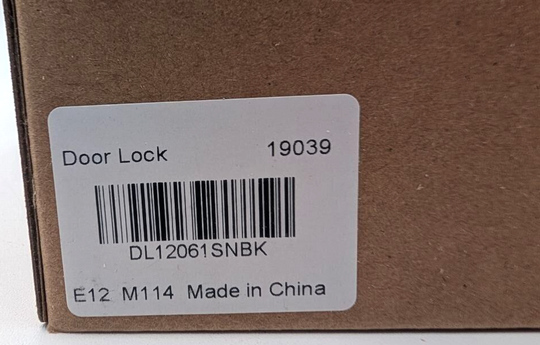 Door Lock 19039
DL12061SNBK
E12 M114 Made in China